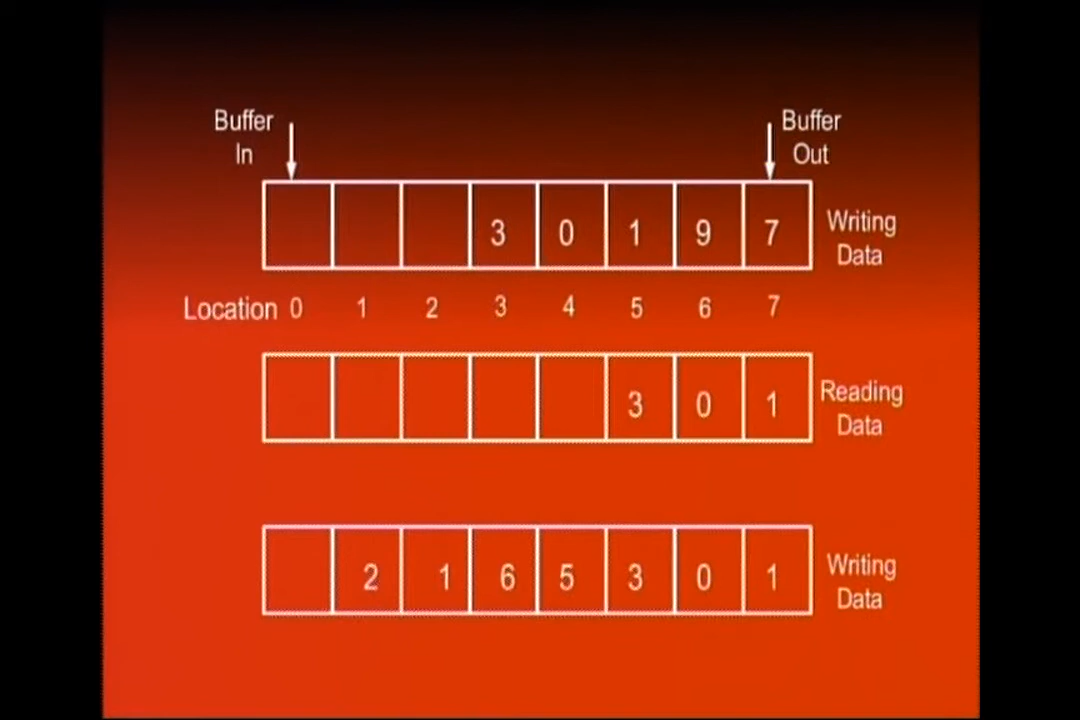 Buffer In
Buffer Out
3 0 1 9 7
Writing Data
Location 0 1 2 3 4 5 6 7
3 0 1
Reading Data
2 1 6 5 3 0 1
Writing Data